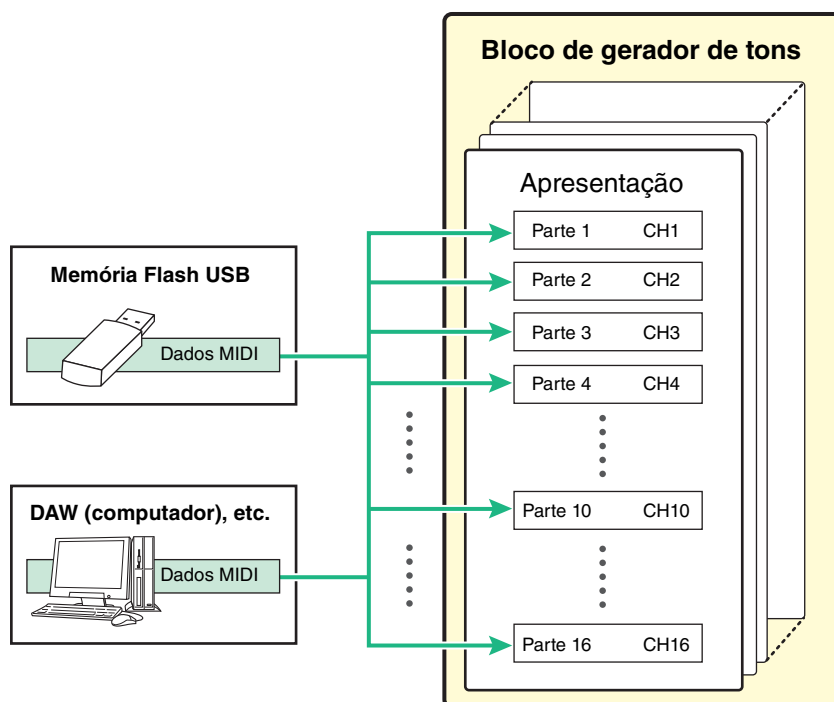 Bloco de gerador de tons
Apresentação
Parte 1 CH1
Parte 2 CH2
Parte 3 CH3
Parte 4 CH4
Parte 10 CH10
Parte 16 CH16
Memória Flash USB
Dados MIDI
DAW (computador), etc.
Dados MIDI